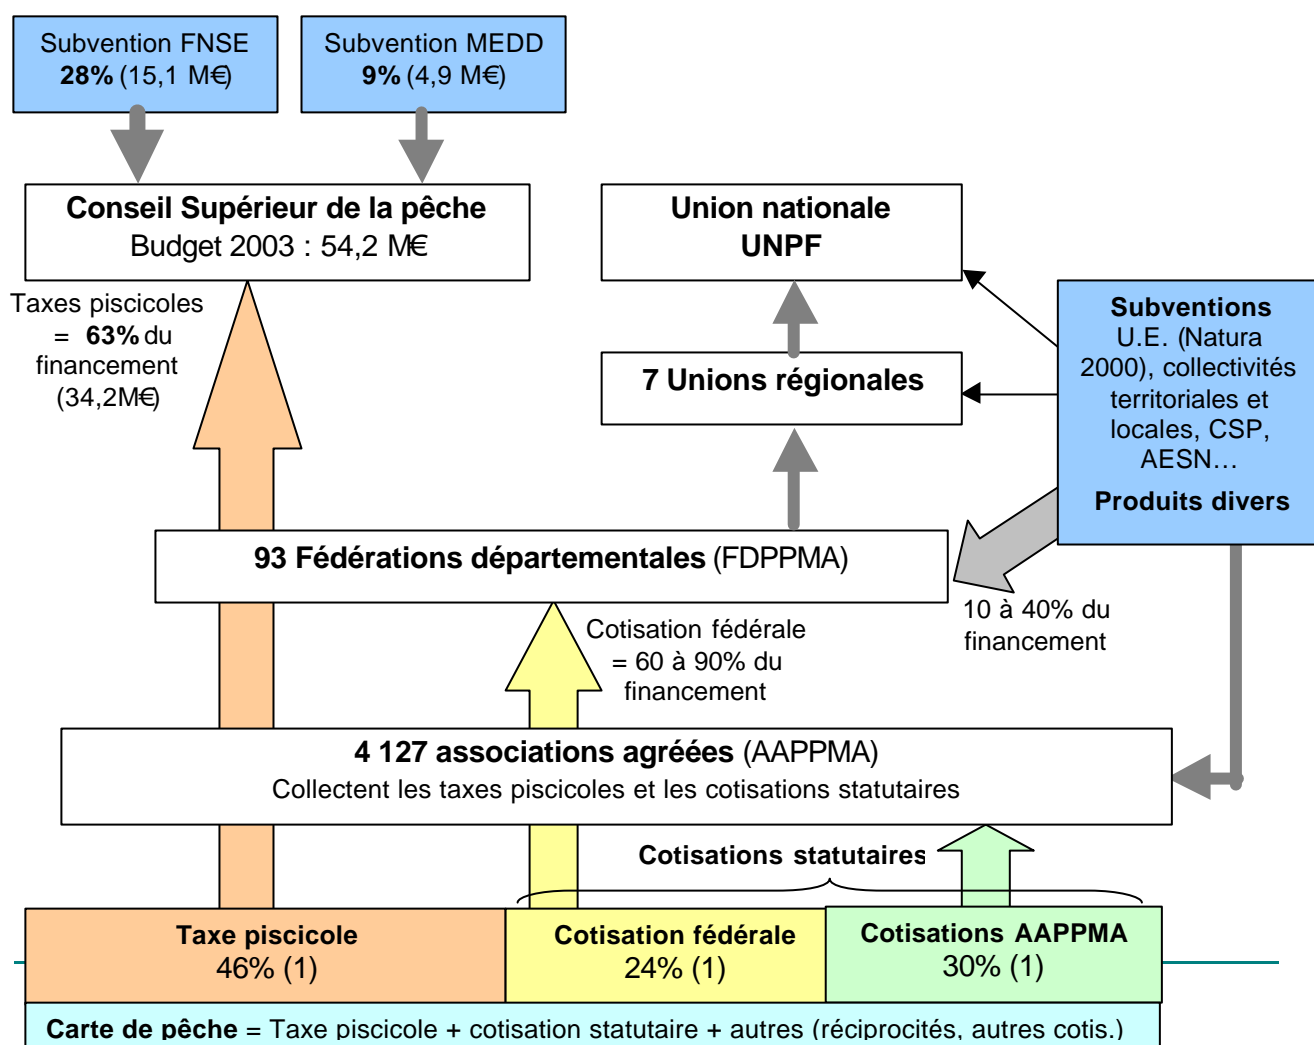 Subvention FNSE
28% (15,1 M€)
Subvention MEDD
9% (4,9 M€)
Conseil Supérieur de la pêche
Budget 2003 : 54,2 M€
Union nationale
UNPF
Taxes piscicoles
= 63% du
financement
(34,2M€)
7 Unions régionales
Subventions
U.E. (Natura
2000), collectivités
territoriales et
locales, CSP,
AESN…
Produits divers
93 Fédérations départementales (FDPPMA)
10 à 40% du
financement
Cotisation fédérale
= 60 à 90% du
financement
4 127 associations agréées (AAPPMA)
Collectent les taxes piscicoles et les cotisations statutaires
Cotisations statutaires
Taxe piscicole
46% (1)
Cotisation fédérale
24% (1)
Cotisations AAPPMA
30% (1)
Carte de pêche = Taxe piscicole + cotisation statutaire + autres (réciprocités, autres cotis.)